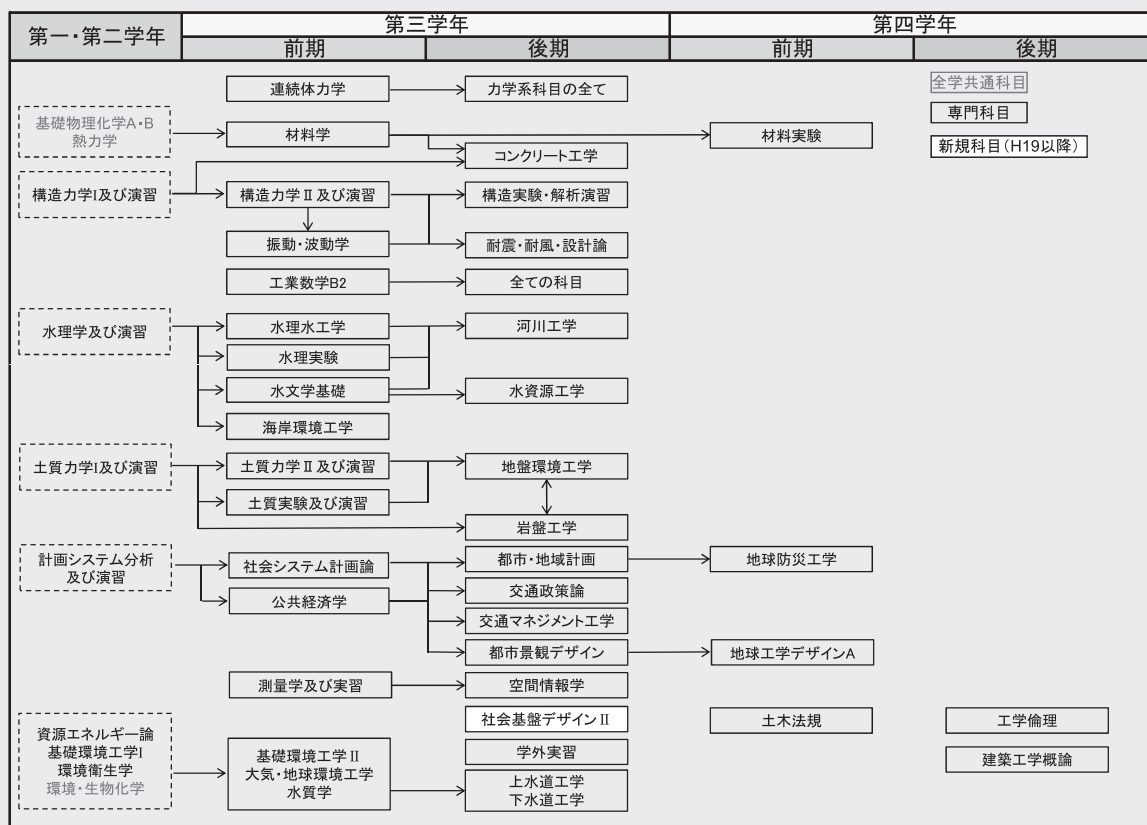 第一・第二学年
第三学年
第四学年
前期
後期
前期
後期
連続体力学
力学系科目の全て
全学共通科目
専門科目
新規科目(H19以降)
基礎物理化学A・B
熱力学
材料学
材料実験
コンクリート工学
構造力学I及び演習
構造力学Ⅱ及び演習
構造実験・解析演習
振動・波動学
耐震・耐風・設計論
工業数学B2
全ての科目
水理学及び演習
水理水工学
河川工学
水理実験
水文学基礎
水資源工学
海岸環境工学
土質力学I及び演習
土質力学Ⅱ及び演習
地盤環境工学
土質実験及び演習
岩盤工学
計画システム分析
及び演習
社会システム計画論
都市・地域計画
地球防災工学
公共経済学
交通政策論
交通マネジメント工学
都市景観デザイン
地球工学デザインA
測量学及び実習
空間情報学
社会基盤デザインⅡ
土木法規
工学倫理
資源エネルギー論
基礎環境工学I
環境衛生学
環境・生物化学
基礎環境工学Ⅱ
大気・地球環境工学
水質学
学外実習
建築工学概論
上水道工学
下水道工学